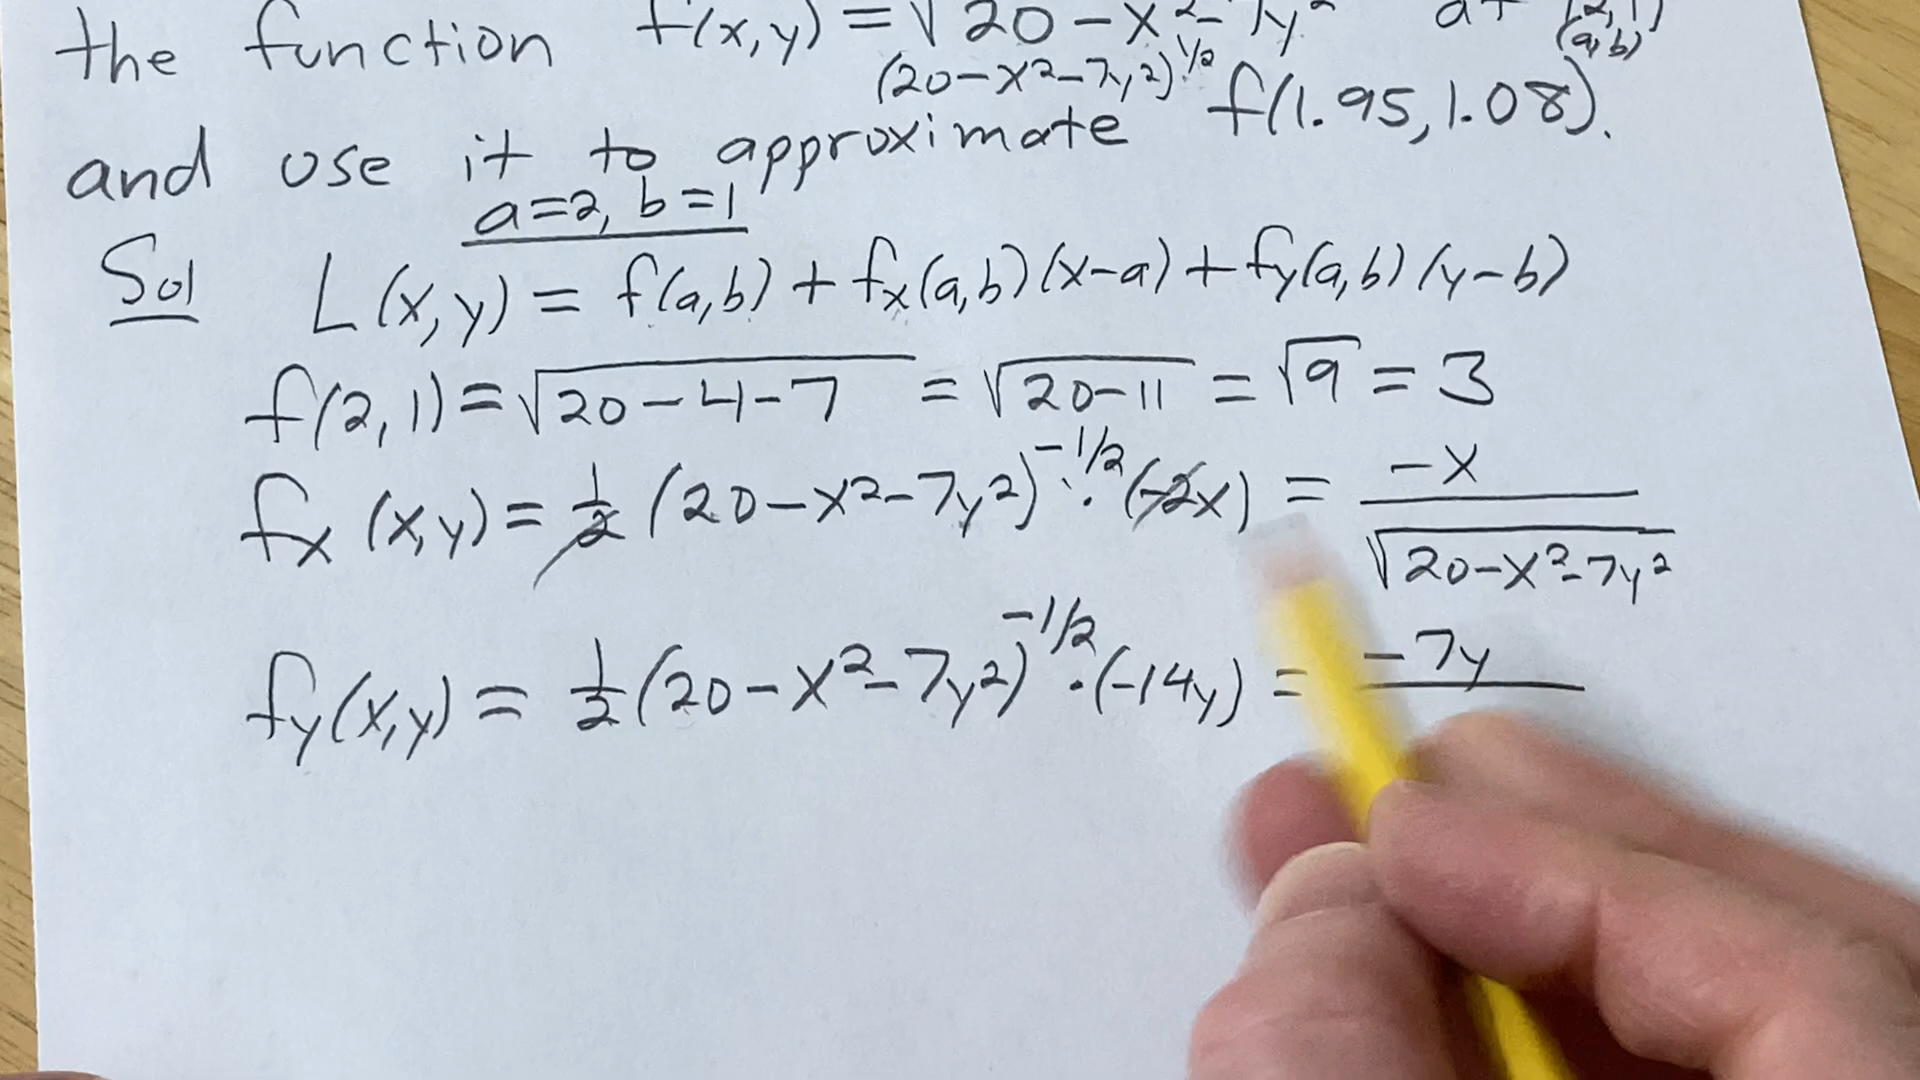 the function f(x,y) = √20-x²-7y² at (2,1)
(20-x²-7y²)^1/2 (a,b)
and use it to approximate f(1.95,1.08).
a=2, b=1
Sol L(x,y) = f(a,b) + fx(a,b)(x-a) + fy(a,b)(y-b)
f(2,1) = √20-4-7 = √20-11 = √9 = 3
fx(x,y) = 1/2 (20-x²-7y²)^-1/2 · (-2x) = -x/√20-x²-7y²
fy(x,y) = 1/2 (20-x²-7y²)^-1/2 · (-14y) = -7y